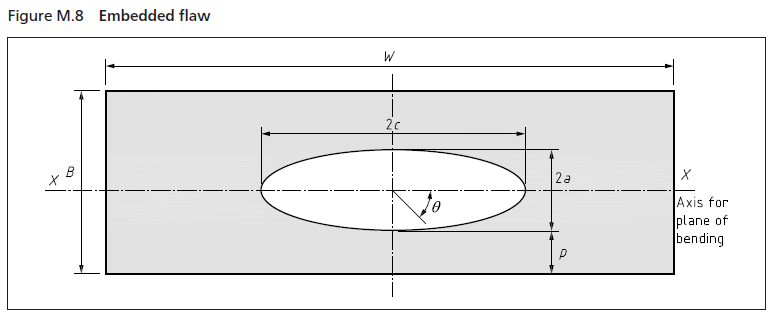 Figure M.8 Embedded flaw
W
2c
B
X
2a
X
θ
Axis for
plane of
bending
p